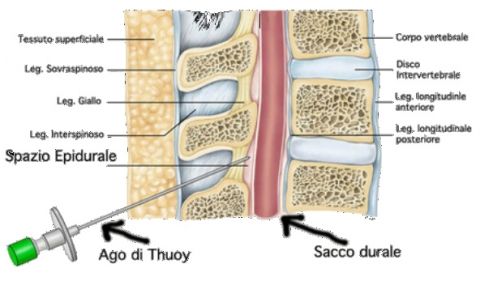 Tessuto superficiale
Leg. Sovraspinoso
Leg. Giallo
Leg. Interspinoso
Spazio Epidurale
Ago di Thuoy
Corpo vertebrale
Disco
Intervertebrale
Leg. longitudinle
anteriore
Leg. longitudinale
posteriore
Sacco durale